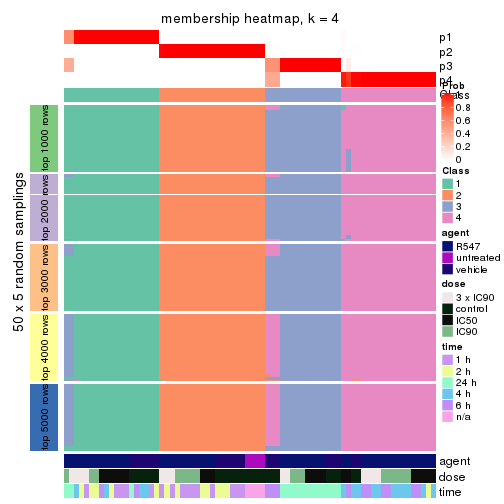 membership heatmap, k = 4
p1
p2
p3
p4
Class
Prob
0.8
0.6
0.4
0.2
0
Class
1
2
3
4
agent
R547
untreated
vehicle
dose
3 x IC90
control
IC50
IC90
time
1 h
2 h
24 h
4 h
6 h
n/a
50 x 5 random samplings
top 1000 rows
top 2000 rows
top 3000 rows
top 4000 rows
top 5000 rows
agent
dose
time